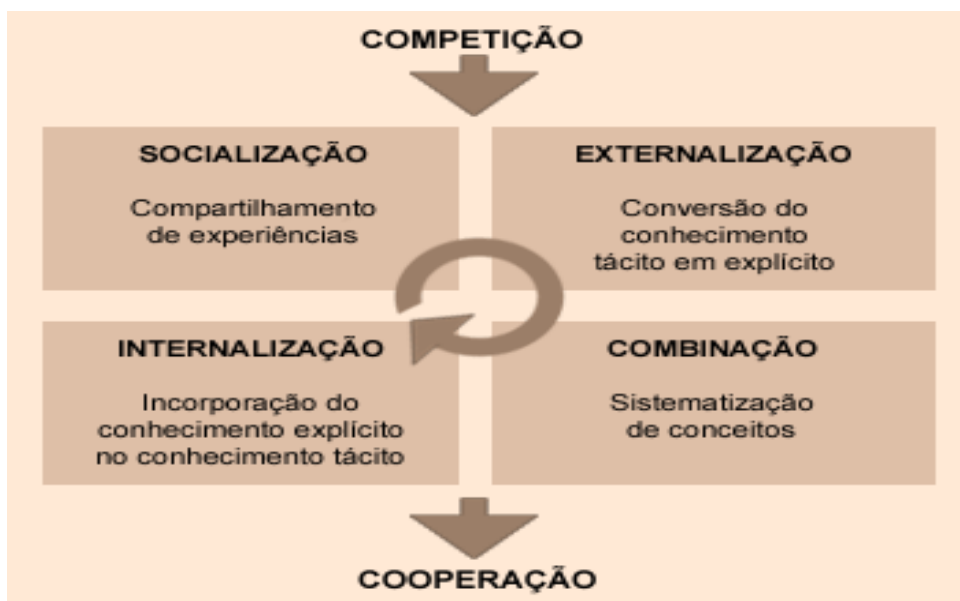 COMPETIÇÃO
SOCIALIZAÇÃO
Compartilhamento
de experiências
EXTERNALIZAÇÃO
Conversão do
conhecimento
tácito em explícito
INTERNALIZAÇÃO
Incorporação do
conhecimento explícito
no conhecimento tácito
COMBINAÇÃO
Sistematização
de conceitos
COOPERAÇÃO